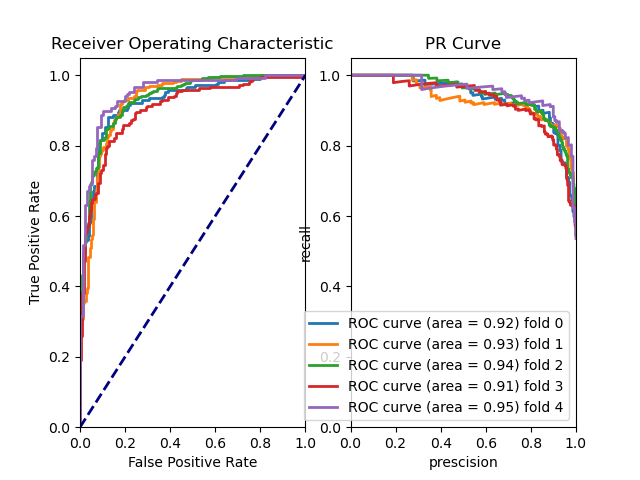 Receiver Operating Characteristic
PR Curve
1.0
0.8
0.6
0.4
0.2
0.0
True Positive Rate
0.0 0.2 0.4 0.6 0.8 1.0
False Positive Rate
1.0
0.8
0.6
0.4
0.2
0.0
recall
0.0 0.2 0.4 0.6 0.8 1.0
prescision
ROC curve (area = 0.92) fold 0
ROC curve (area = 0.93) fold 1
ROC curve (area = 0.94) fold 2
ROC curve (area = 0.91) fold 3
ROC curve (area = 0.95) fold 4